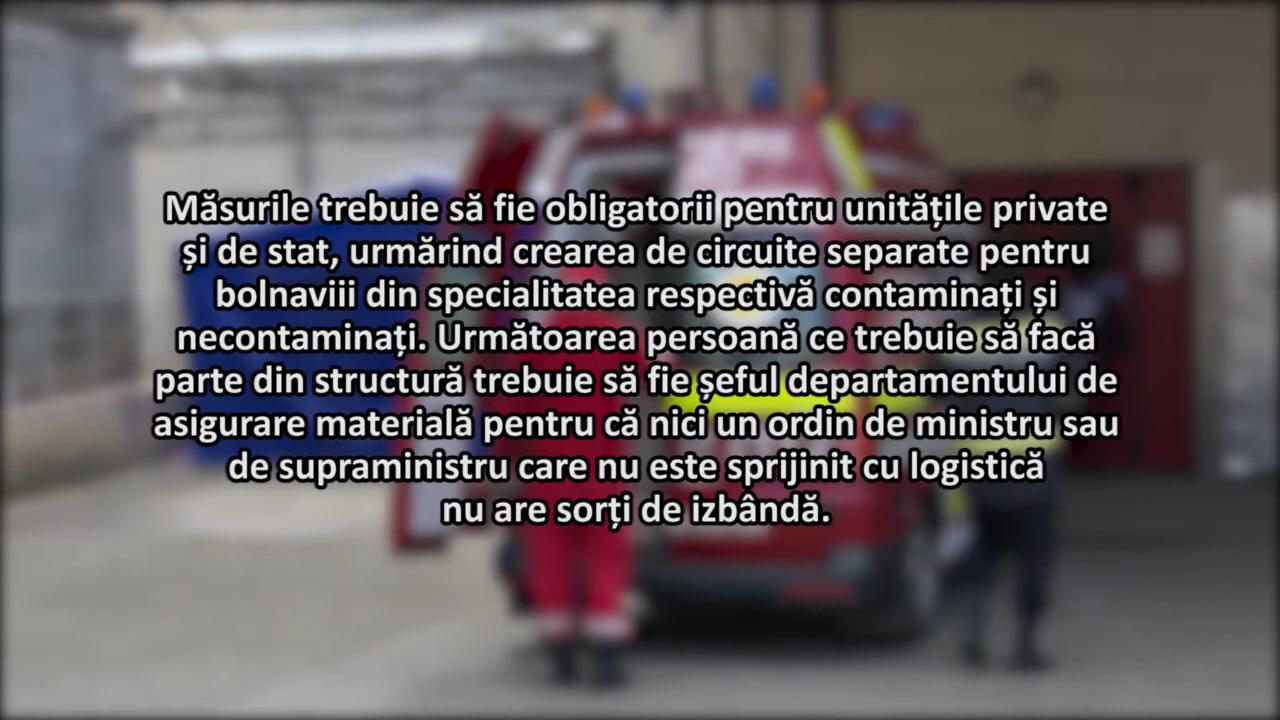 Măsurile trebuie să fie obligatorii pentru unitățile private
și de stat, urmărind crearea de circuite separate pentru
bolnaviii din specialitatea respectivă contaminați și
necontaminați. Următoarea persoană ce trebuie să facă
parte din structură trebuie să fie șeful departamentului de
asigurare materială pentru că nici un ordin de ministru sau
de supraministru care nu este sprijinit cu logistică
nu are sorți de izbândă.